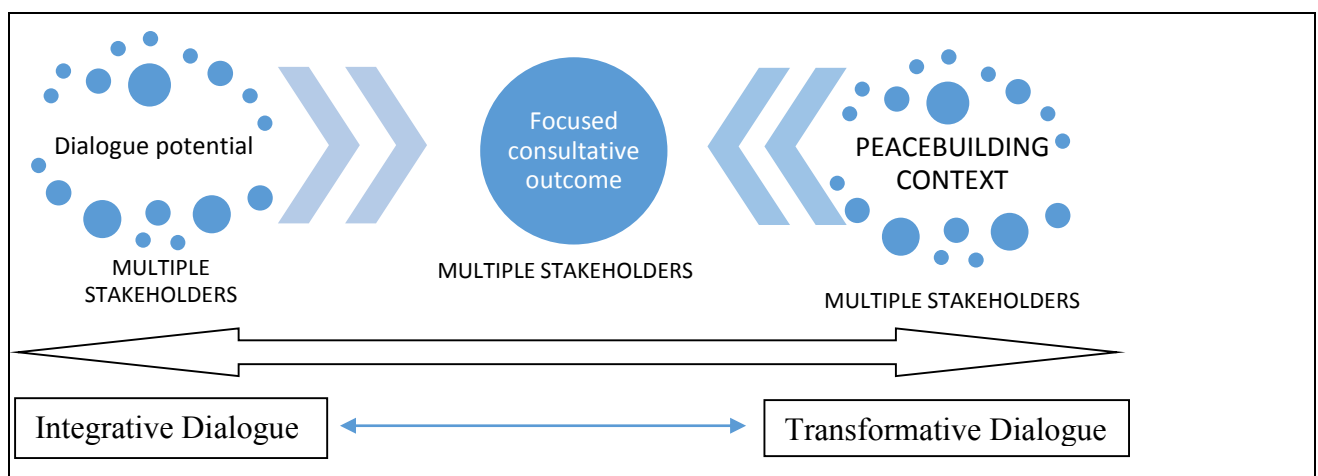 Dialogue potential
MULTIPLE
STAKEHOLDERS
Focused
consultative
outcome
MULTIPLE STAKEHOLDERS
PEACEBUILDING
CONTEXT
MULTIPLE STAKEHOLDERS
Integrative Dialogue
Transformative Dialogue